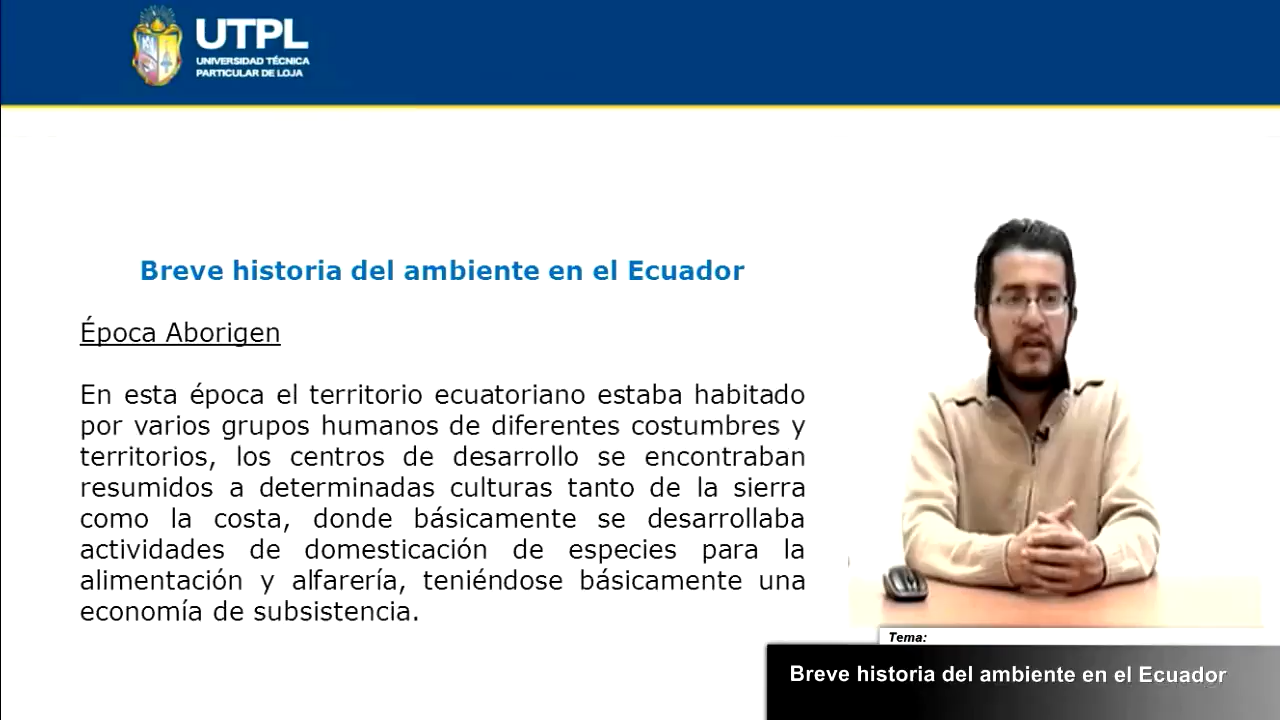 UTPL
UNIVERSIDAD TÉCNICA
PARTICULAR DE LOJA
Breve historia del ambiente en el Ecuador
Época Aborigen
En esta época el territorio ecuatoriano estaba habitado
por varios grupos humanos de diferentes costumbres y
territorios, los centros de desarrollo se encontraban
resumidos a determinadas culturas tanto de la sierra
como la costa, donde básicamente se desarrollaba
actividades de domesticación de especies para la
alimentación y alfarería, teniéndose básicamente una
economía de subsistencia.
Tema:
Breve historia del ambiente en el Ecuador